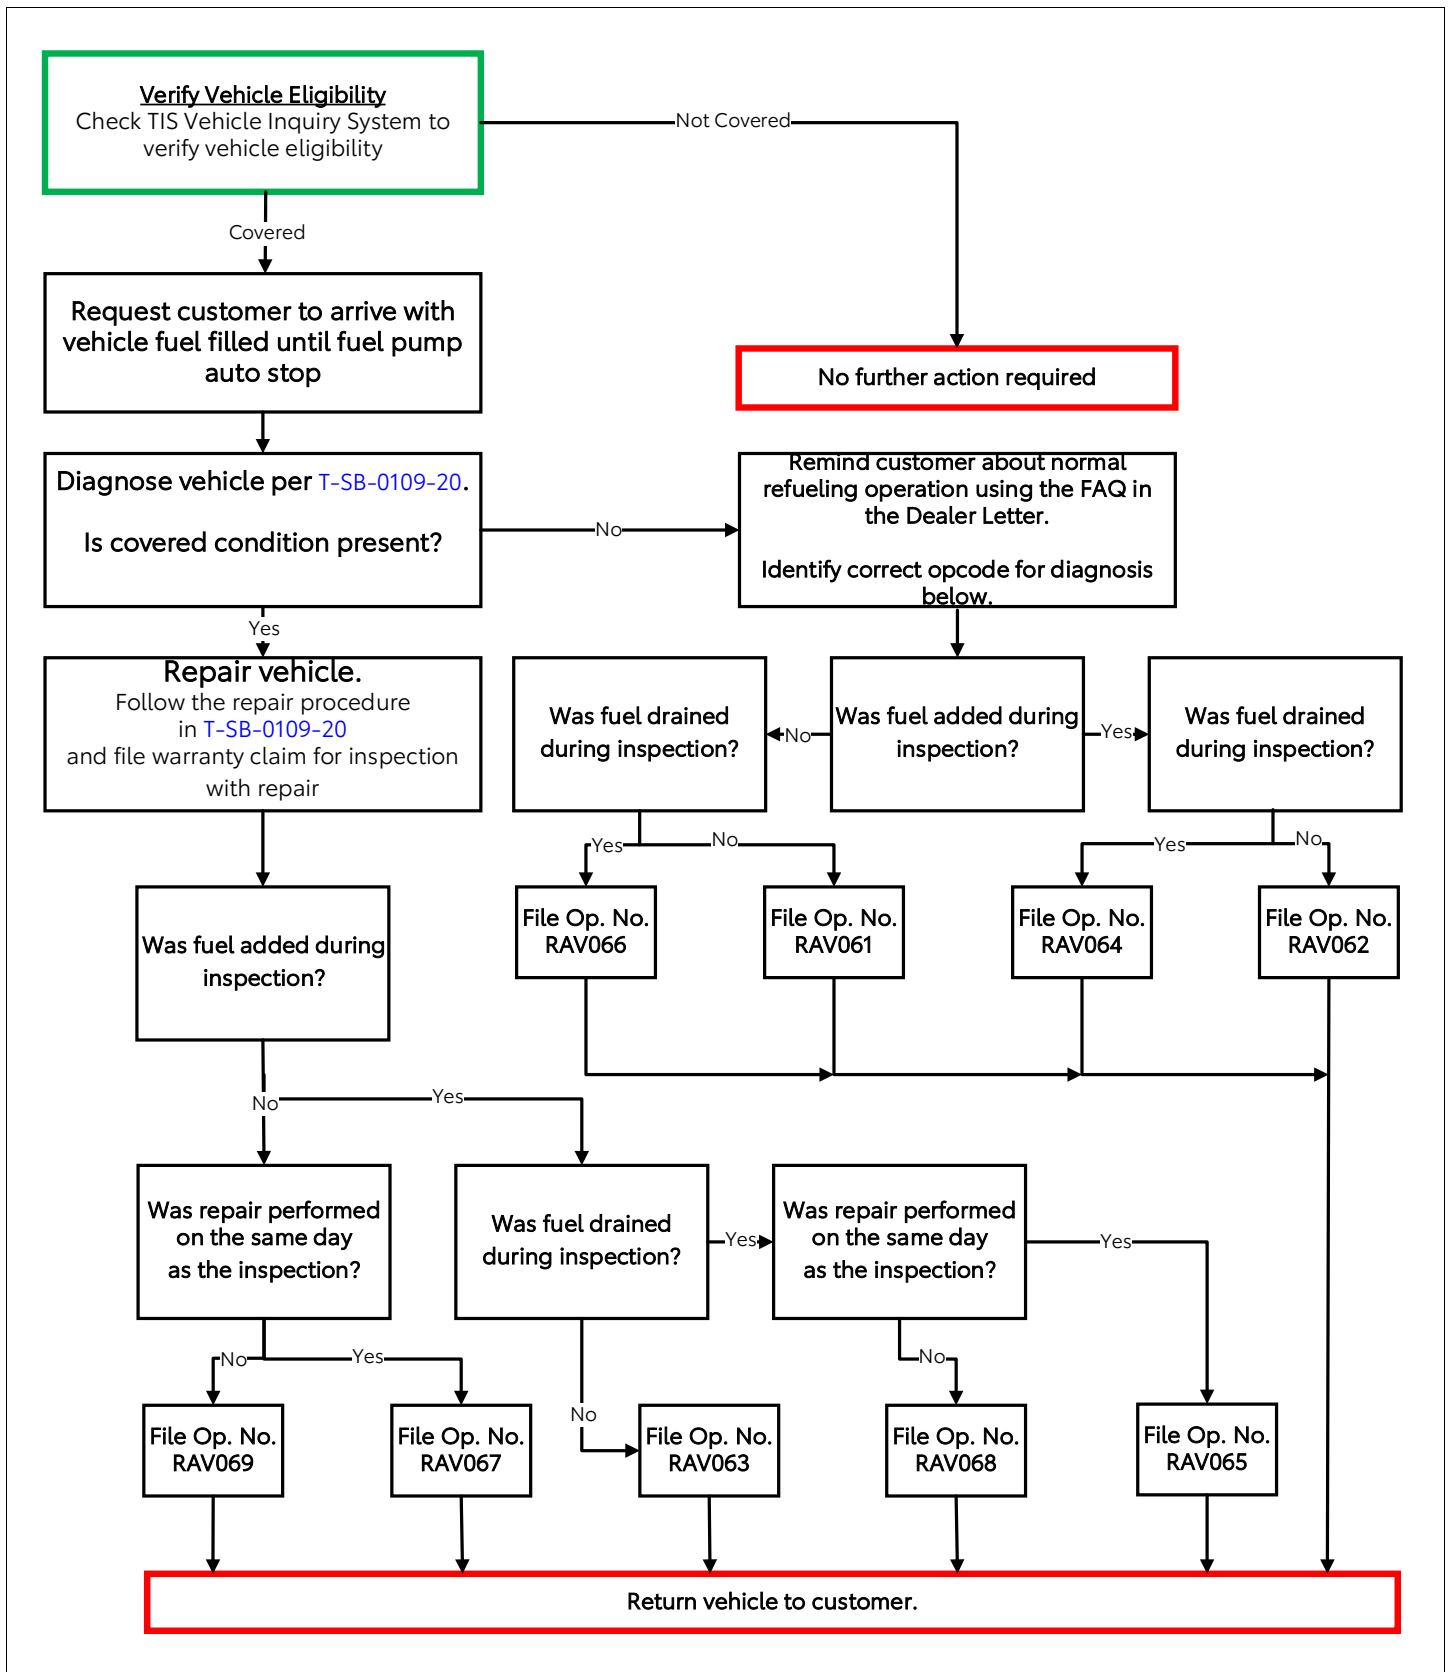 Verify Vehicle Eligibility
Check TIS Vehicle Inquiry System to
verify vehicle eligibility
Not Covered
Covered
Request customer to arrive with
vehicle fuel filled until fuel pump
auto stop
No further action required
Diagnose vehicle per T-SB-0109-20.
Is covered condition present?
No
Remind customer about normal
refueling operation using the FAQ in
the Dealer Letter.
Identify correct opcode for diagnosis
below.
Yes
Repair vehicle.
Follow the repair procedure
in T-SB-0109-20
and file warranty claim for inspection
with repair
Was fuel drained
during inspection?
No
Was fuel added during
inspection?
Yes
Was fuel drained
during inspection?
Yes
No
Yes
No
File Op. No.
RAV066
File Op. No.
RAV061
File Op. No.
RAV064
File Op. No.
RAV062
Was fuel added during
inspection?
No
Yes
Was repair performed
on the same day
as the inspection?
Was fuel drained
during inspection?
Yes
Was repair performed
on the same day
as the inspection?
Yes
No
Yes
No
No
File Op. No.
RAV069
File Op. No.
RAV067
File Op. No.
RAV063
File Op. No.
RAV068
File Op. No.
RAV065
Return vehicle to customer.